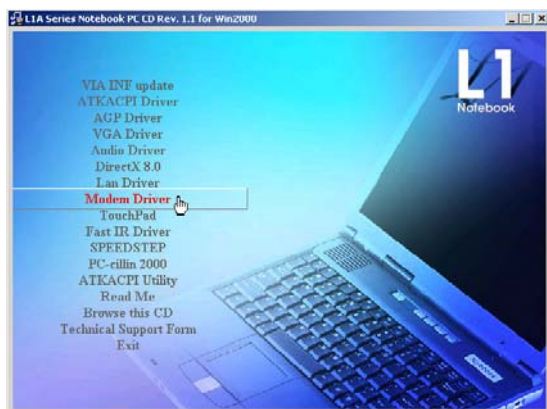 L1A Series Notebook PC CD Rev. 1.1 for Win2000
L1
Notebook
VIA INF update
ATKACPI Driver
AGP Driver
VGA Driver
Audio Driver
DirectX 8.0
Lan Driver
Modem Driver
TouchPad
Fast IR Driver
SPEEDSTEP
PC-cillin 2000
ATKACPI Utility
Read Me
Browse this CD
Technical Support Form
Exit